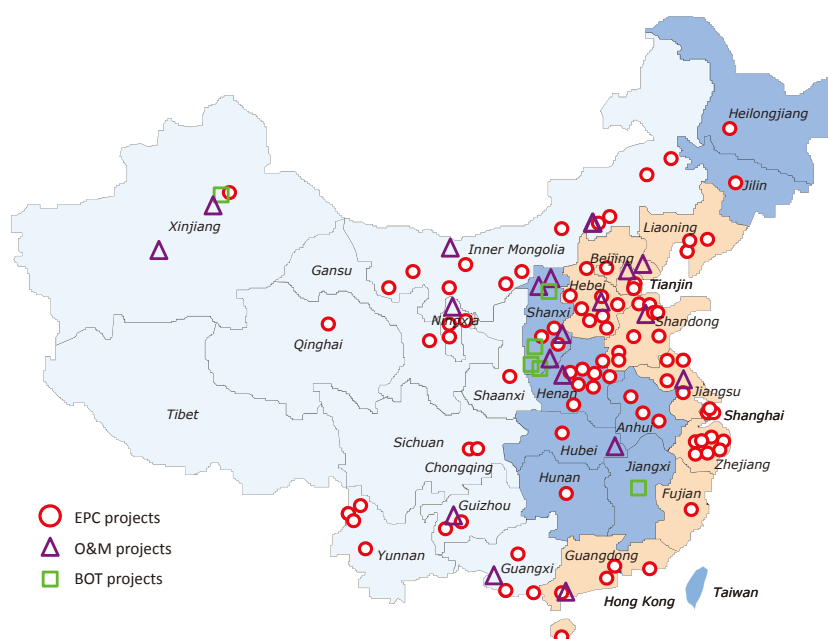 Heilongjiang
Jilin
Xinjiang
Liaoning
Inner Mongolia
Beijing
Gansu
Hebei
Tianjin
Shanxi
Ningxia
Shandong
Qinghai
Shaanxi
Henan
Jiangsu
Tibet
Shanghai
Anhui
Sichuan
Hubei
Chongqing
Jiangxi
Zhejiang
Hunan
Fujian
Guizhou
EPC projects
O&M projects
Yunnan
Guangdong
Guangxi
BOT projects
Taiwan
Hong Kong